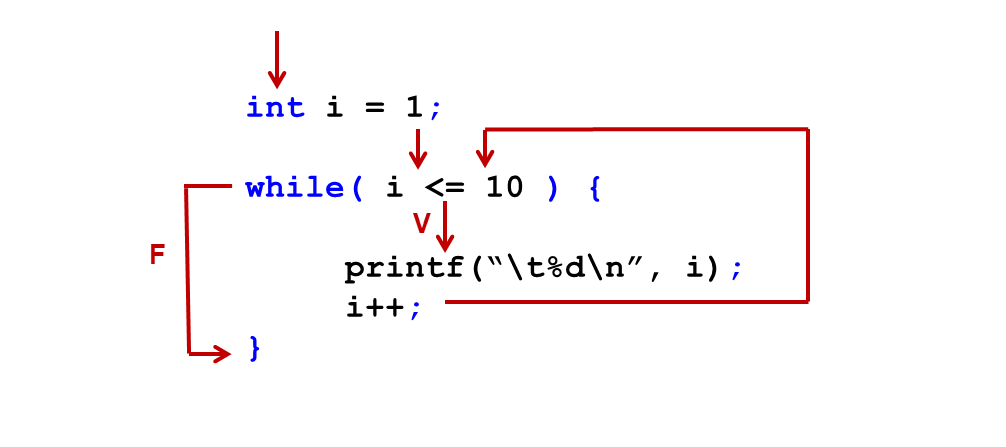 int i = 1;
while( i <= 10 ) {
V
F
printf(“\t%d\n”, i);
i++;
}